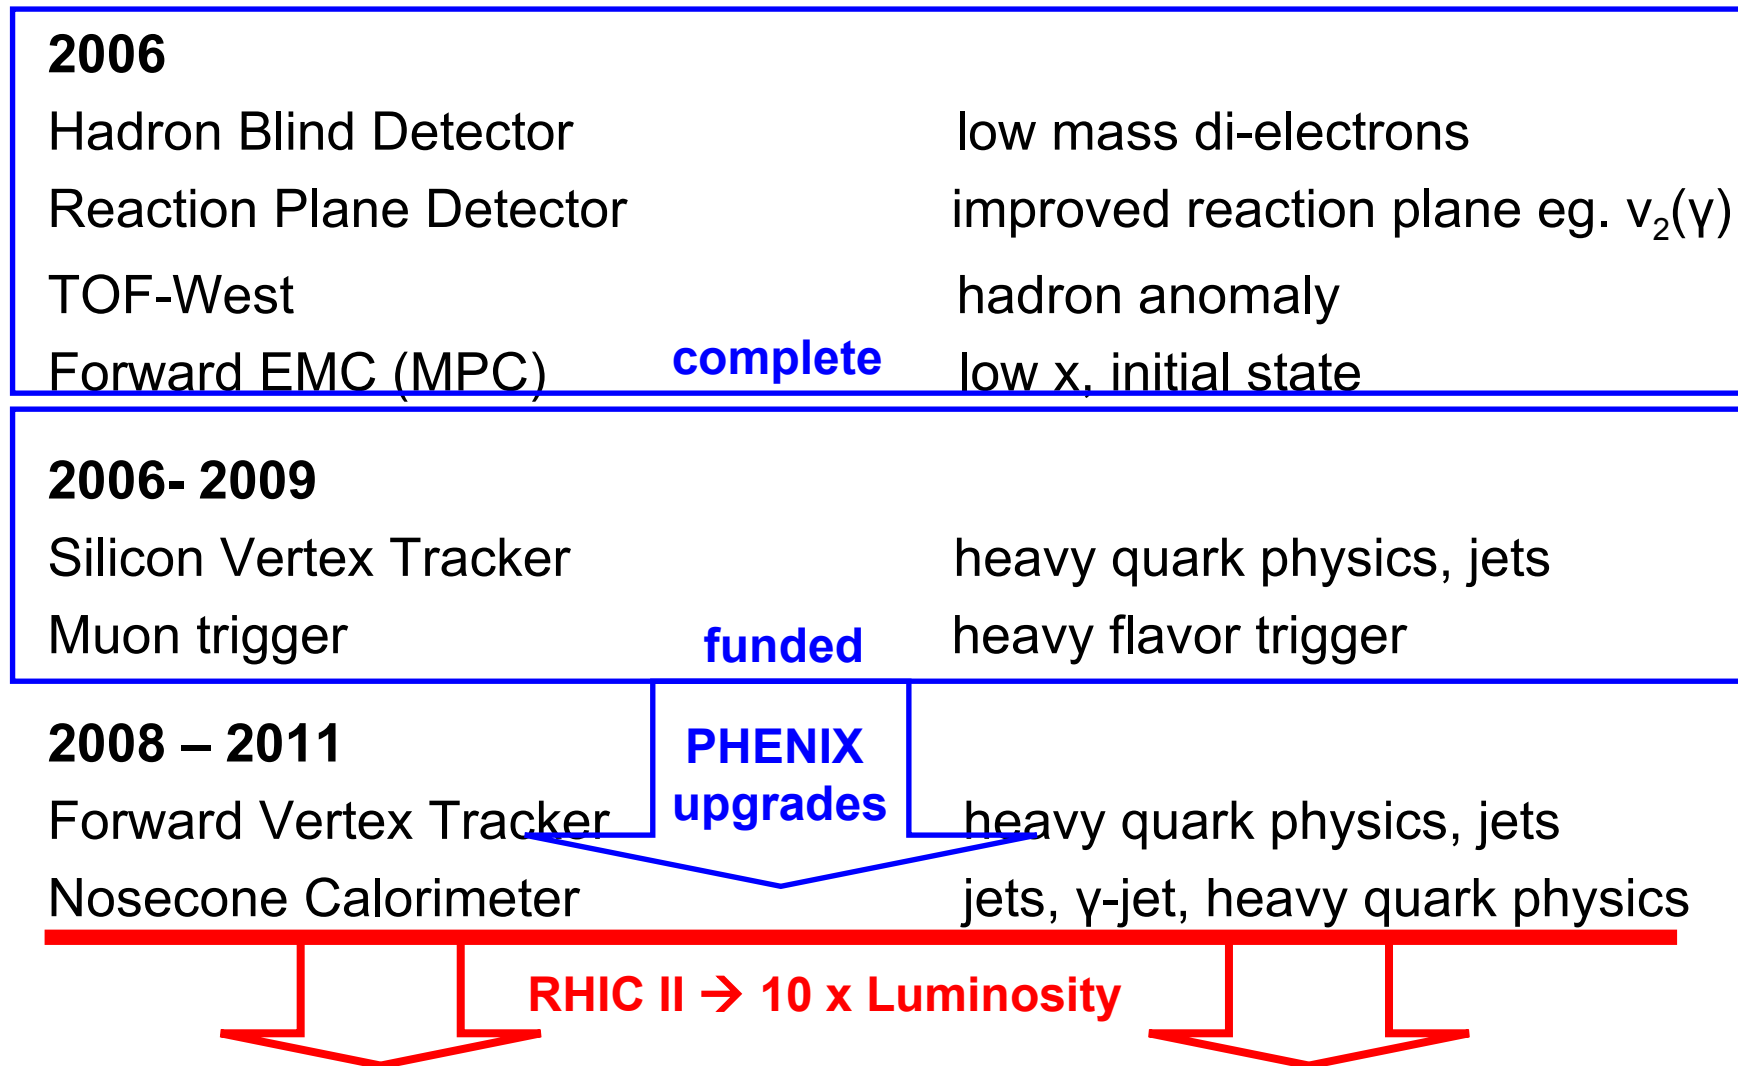 2006
Hadron Blind Detector low mass di-electrons
Reaction Plane Detector improved reaction plane eg. v₂(γ)
TOF-West hadron anomaly
Forward EMC (MPC) complete low x, initial state
2006- 2009
Silicon Vertex Tracker heavy quark physics, jets
Muon trigger funded heavy flavor trigger
2008 – 2011 PHENIX
Forward Vertex Tracker upgrades heavy quark physics, jets
Nosecone Calorimeter jets, γ-jet, heavy quark physics
RHIC II → 10 x Luminosity